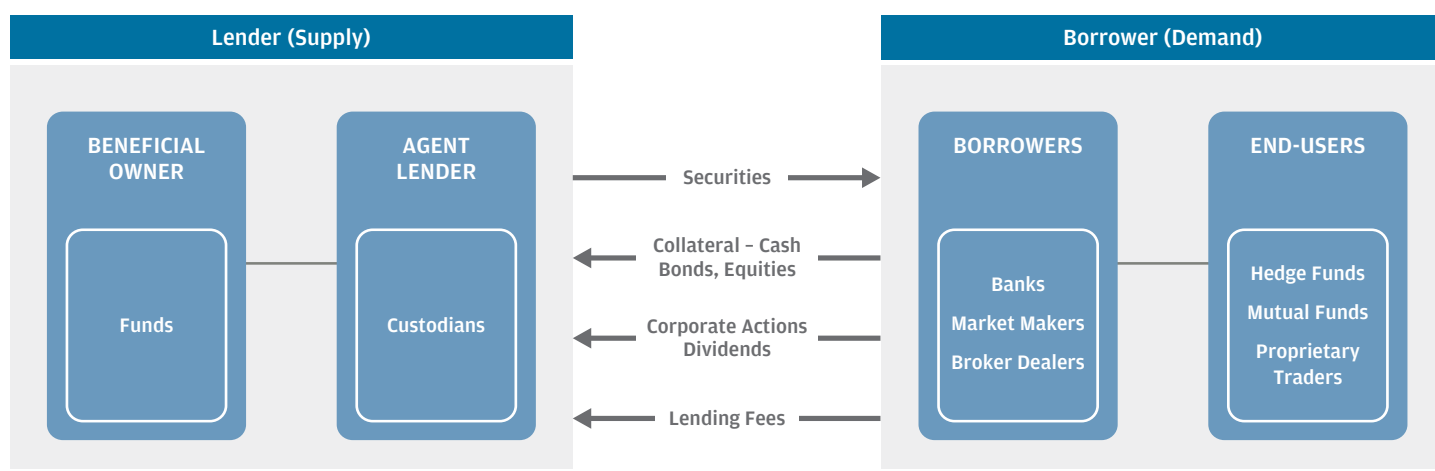 Lender (Supply)
BENEFICIAL
OWNER
Funds
AGENT
LENDER
Custodians
Securities
Collateral – Cash
Bonds, Equities
Corporate Actions
Dividends
Lending Fees
Borrower (Demand)
BORROWERS
Banks
Market Makers
Broker Dealers
END-USERS
Hedge Funds
Mutual Funds
Proprietary
Traders